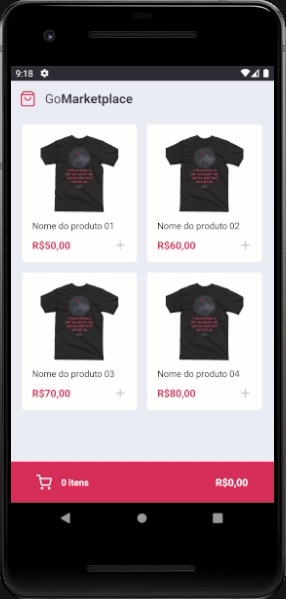 9:18
GoMarketplace
Nome do produto 01
R$50,00
+
Nome do produto 02
R$60,00
+
Nome do produto 03
R$70,00
+
Nome do produto 04
R$80,00
+
0 itens
R$0,00